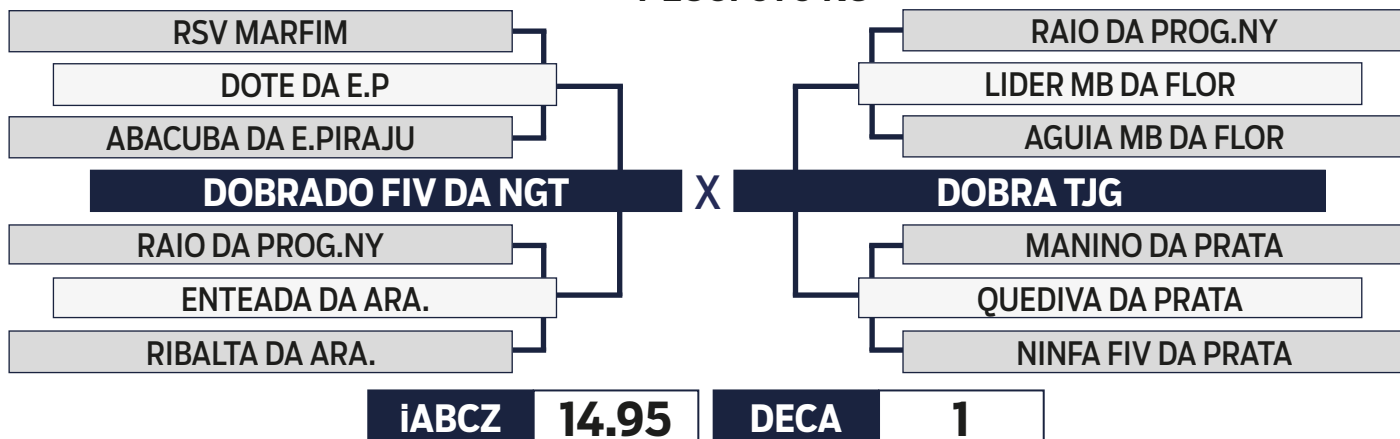 RSV MARFIM
DOTE DA E.P
ABACUBA DA E.PIRAJU
DOBRADO FIV DA NGT
RAIO DA PROG.NY
ENTEADA DA ARA.
RIBALTA DA ARA.
X
RAIO DA PROG.NY
LIDER MB DA FLOR
AGUIA MB DA FLOR
DOBRA TJG
MANINO DA PRATA
QUEDIVA DA PRATA
NINFA FIV DA PRATA
iABCZ 14.95 DECA 1